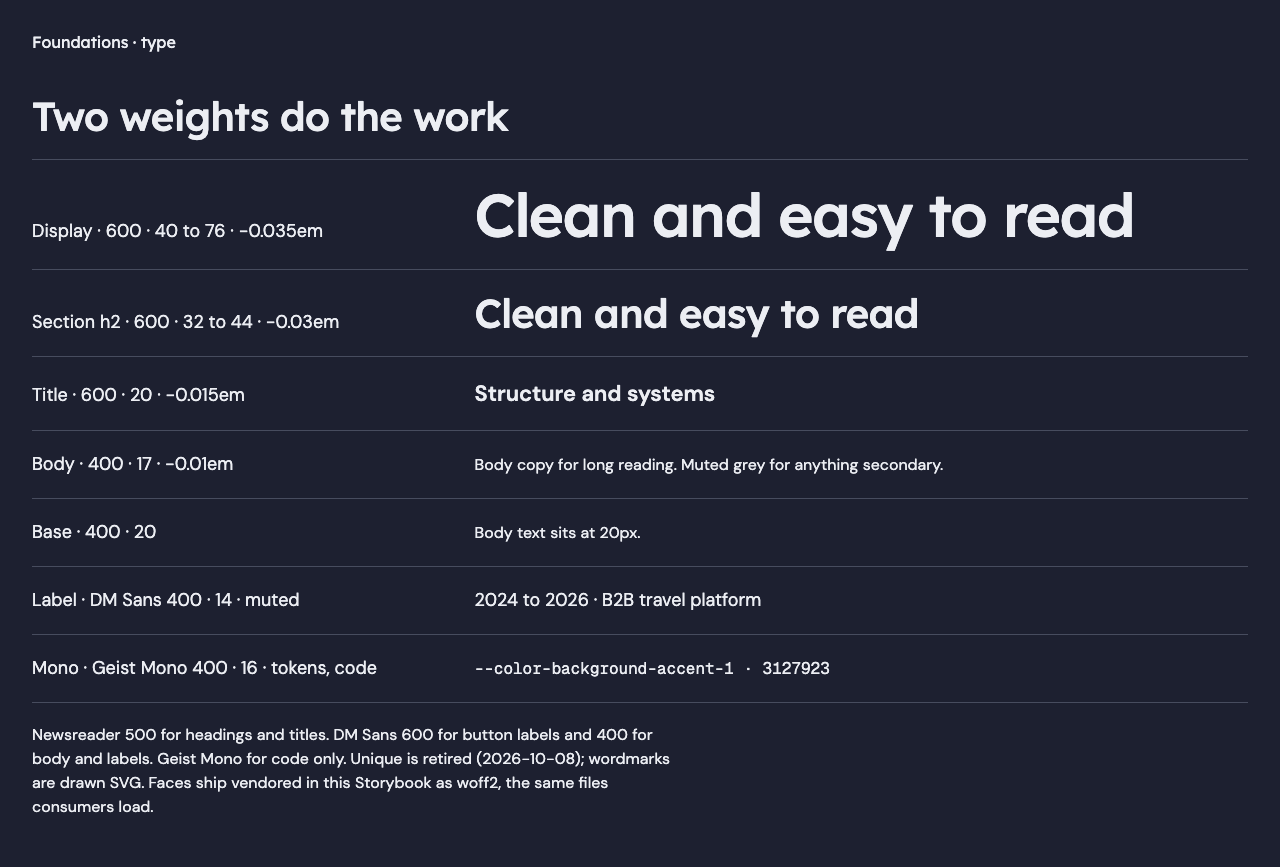 Foundations · type
Two weights do the work
Display · 600 · 40 to 76 · -0.035em
Clean and easy to read
Section h2 · 600 · 32 to 44 · -0.03em
Clean and easy to read
Title · 600 · 20 · -0.015em
Structure and systems
Body · 400 · 17 · -0.01em
Body copy for long reading. Muted grey for anything secondary.
Base · 400 · 20
Body text sits at 20px.
Label · DM Sans 400 · 14 · muted
2024 to 2026 · B2B travel platform
Mono · Geist Mono 400 · 16 · tokens, code
--color-background-accent-1 · 3127923
Newsreader 500 for headings and titles. DM Sans 600 for button labels and 400 for
body and labels. Geist Mono for code only. Unique is retired (2026-10-08); wordmarks
are drawn SVG. Faces ship vendored in this Storybook as woff2, the same files
consumers load.